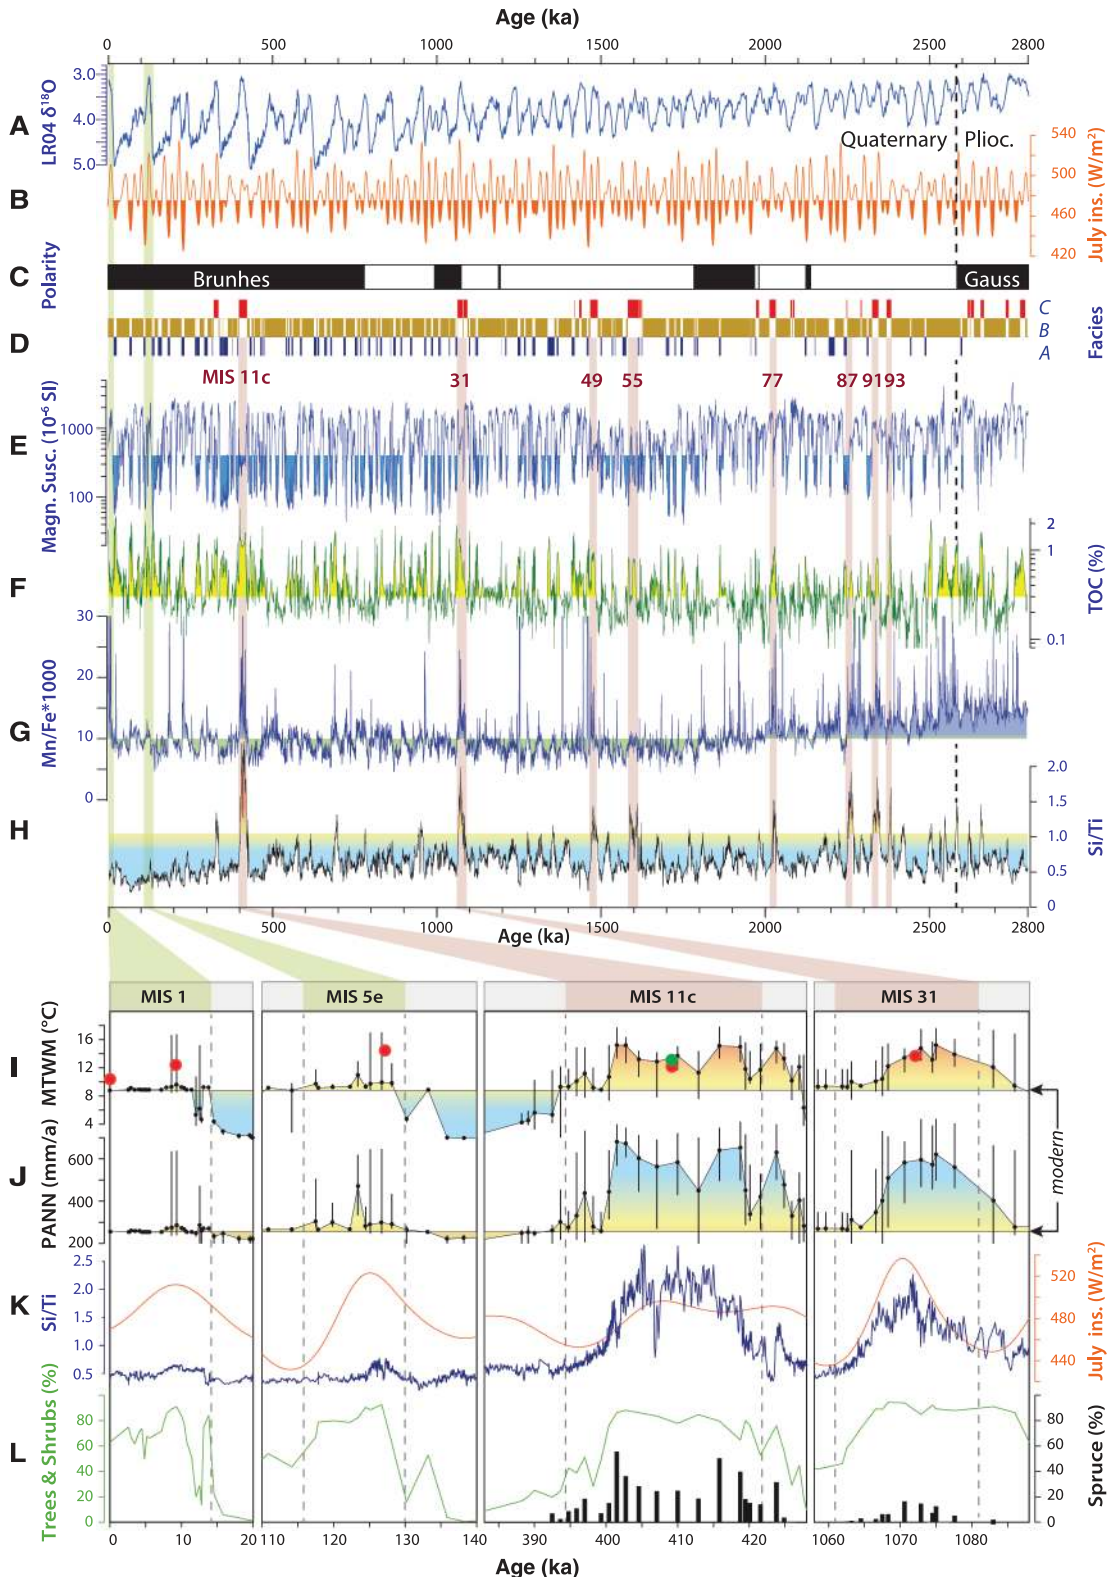 Age (ka)
0 500 1000 1500 2000 2500 2800
A
LR04 δ18O
3.0
4.0
5.0
Quaternary Plioc.
B
July ins. (W/m²)
540
500
460
420
C
Polarity
Brunhes
Gauss
D
C
B
A
Facies
MIS 11c 31 49 55 77 87 91 93
E
Magn. Susc. (10⁻⁶ SI)
1000
100
F
TOC (%)
2
1
0.1
G
Mn/Fe*1000
30
20
10
0
H
Si/Ti
2.0
1.5
1.0
0.5
0
0 500 1000 1500 2000 2500 2800
Age (ka)
MIS 1 MIS 5e MIS 11c MIS 31
I
MTWM (°C)
16
12
8
4
J
PANN (mm/a)
600
400
200
modern
K
Si/Ti
2.5
2.0
1.5
1.0
0.5
July ins. (W/m²)
520
480
440
L
Trees & Shrubs (%)
80
60
40
20
0
Spruce (%)
80
60
40
20
0
0 10 20 110 120 130 140 390 400 410 420 1060 1070 1080
Age (ka)